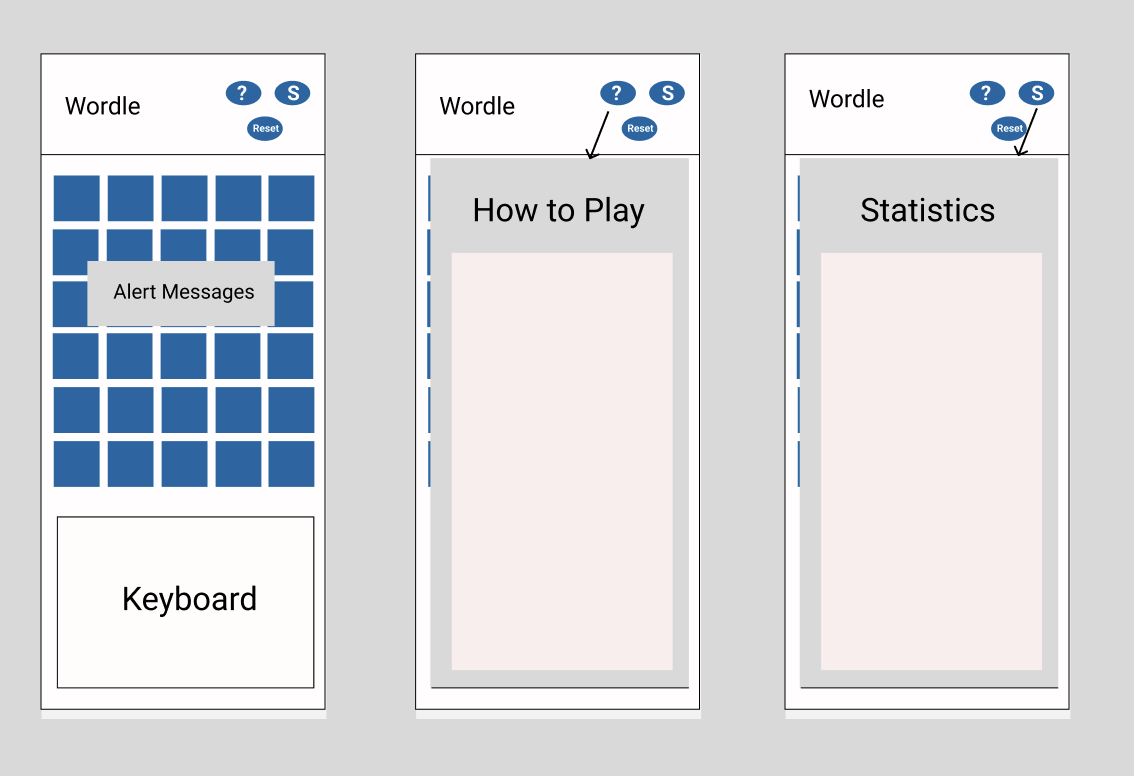 Wordle
? S
Reset
Alert Messages
Keyboard
Wordle
? S
Reset
How to Play
Wordle
? S
Reset
Statistics